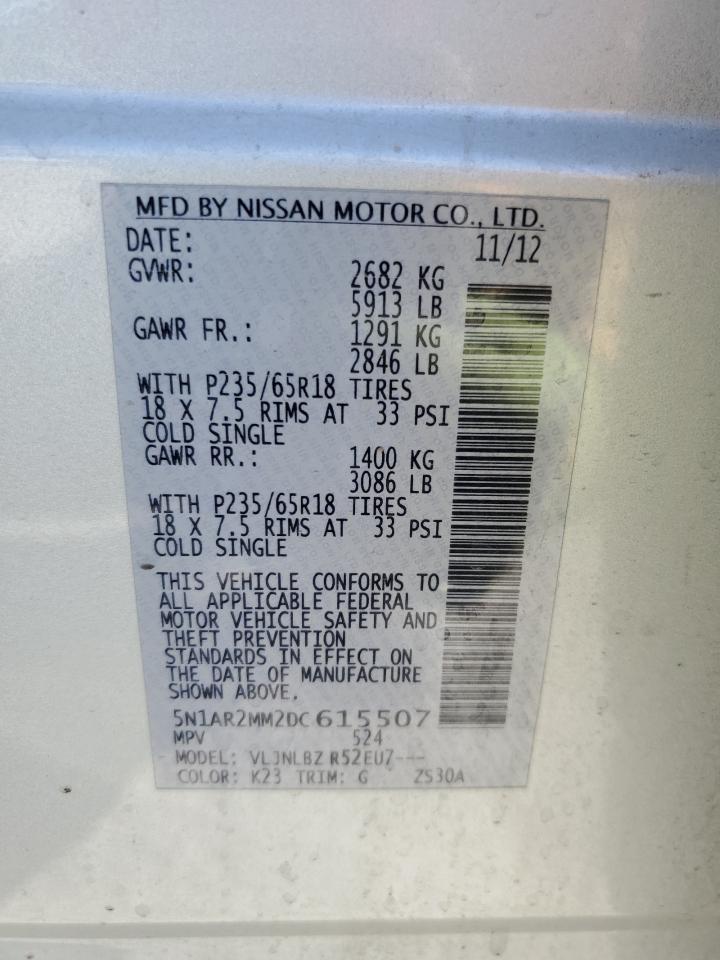 MFD BY NISSAN MOTOR CO., LTD.
DATE: 11/12
GVWR: 2682 KG
5913 LB
GAWR FR.: 1291 KG
2846 LB
WITH P235/65R18 TIRES
18 X 7.5 RIMS AT 33 PSI
COLD SINGLE
GAWR RR.: 1400 KG
3086 LB
WITH P235/65R18 TIRES
18 X 7.5 RIMS AT 33 PSI
COLD SINGLE
THIS VEHICLE CONFORMS TO
ALL APPLICABLE FEDERAL
MOTOR VEHICLE SAFETY AND
THEFT PREVENTION
STANDARDS IN EFFECT ON
THE DATE OF MANUFACTURE
SHOWN ABOVE.
5N1AR2MM2DC615507
MPV 524
MODEL: VLJNLBZ R52EUZ---
COLOR: K23 TRIM: G ZS30A